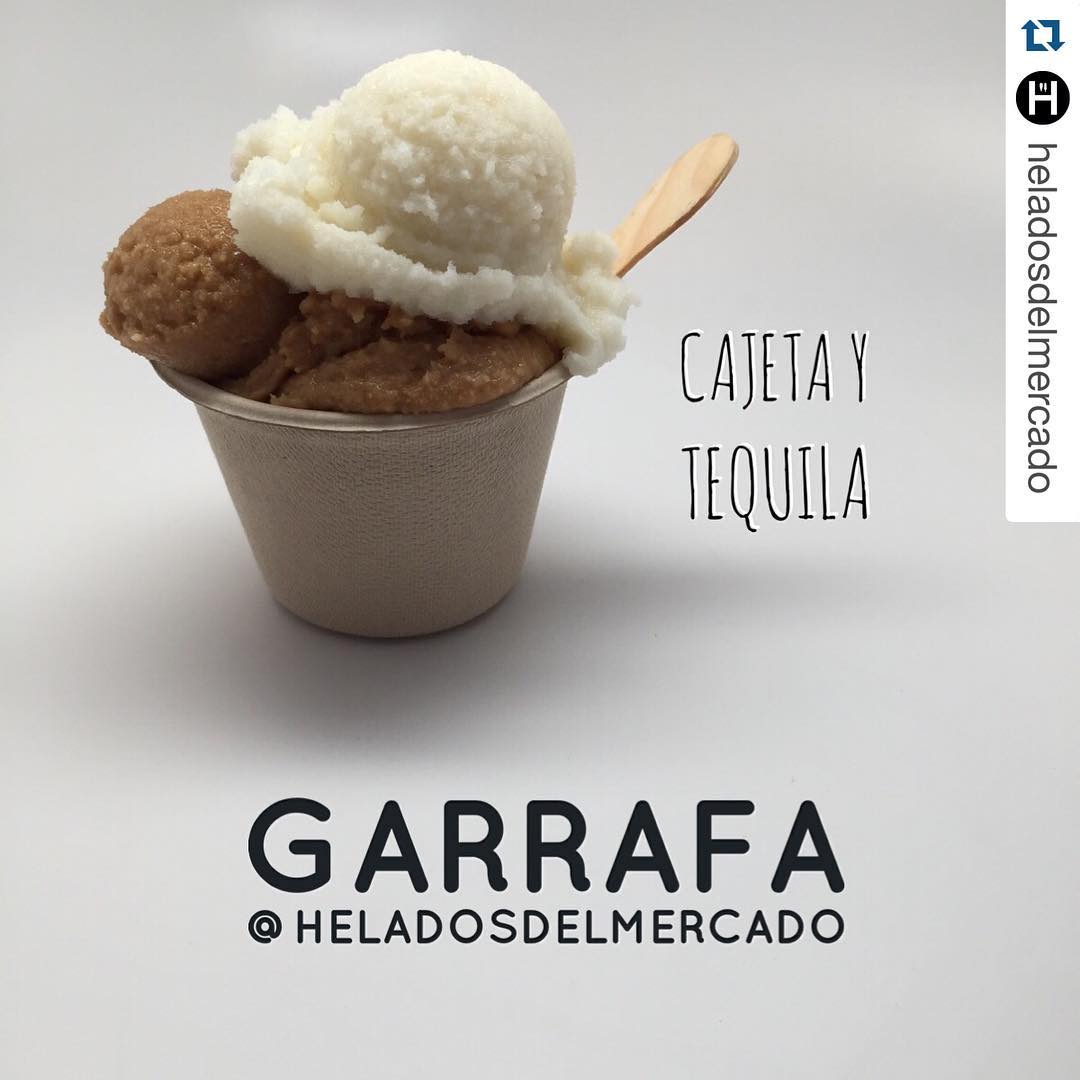 CAJETA Y
TEQUILA
GARRAFA
@HELADOSDELMERCADO
H
heladosdelmercado